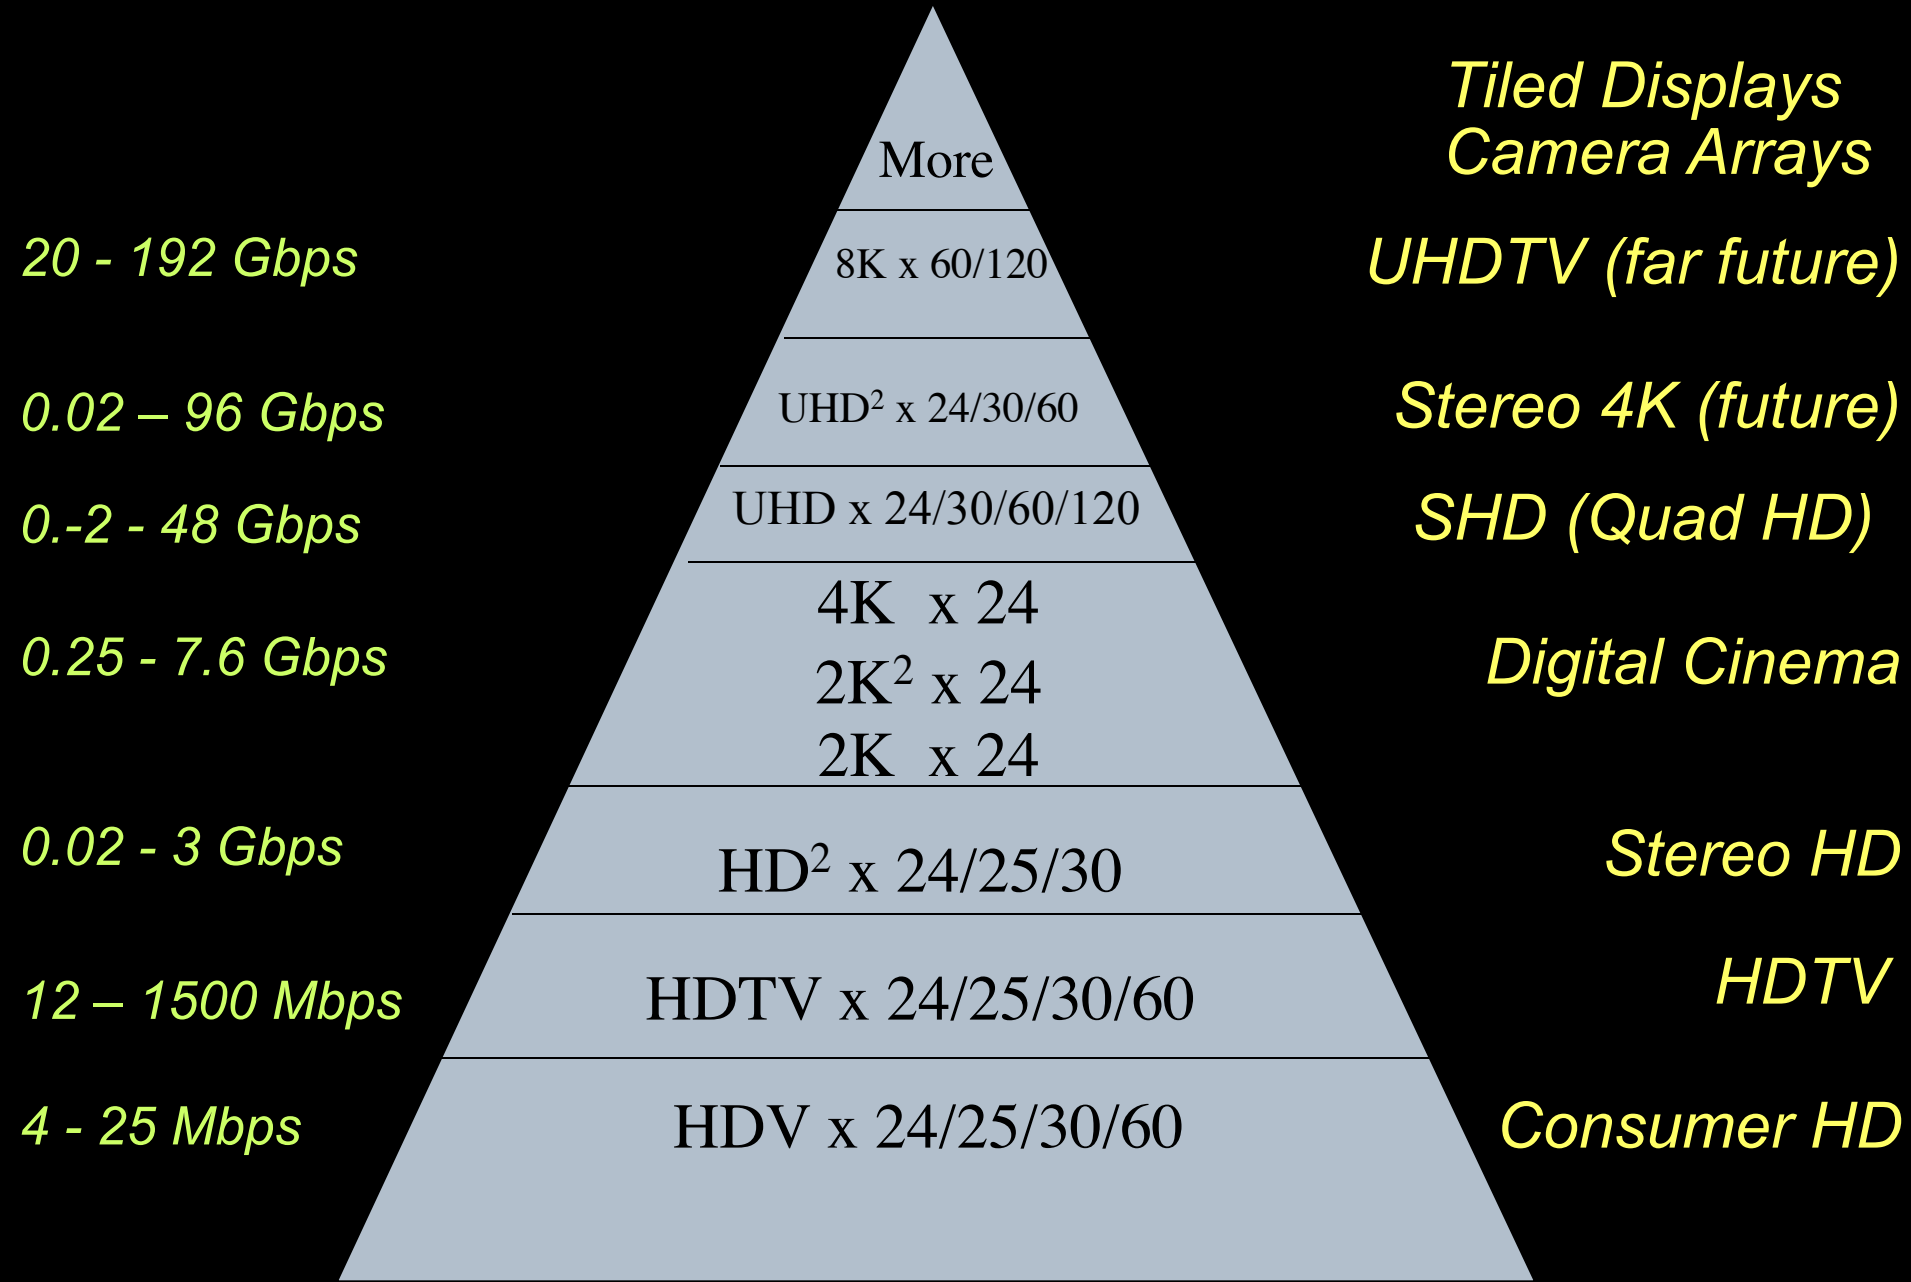 Tiled Displays
Camera Arrays
More
20 - 192 Gbps
8K x 60/120
UHDTV (far future)
0.02 – 96 Gbps
UHD² x 24/30/60
Stereo 4K (future)
0.-2 - 48 Gbps
UHD x 24/30/60/120
SHD (Quad HD)
4K x 24
0.25 - 7.6 Gbps
2K² x 24
Digital Cinema
2K x 24
0.02 - 3 Gbps
HD² x 24/25/30
Stereo HD
12 – 1500 Mbps
HDTV x 24/25/30/60
HDTV
4 - 25 Mbps
HDV x 24/25/30/60
Consumer HD